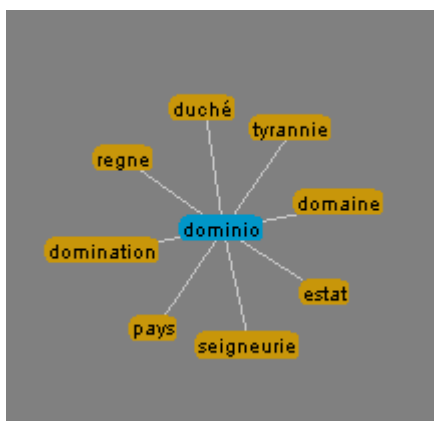 duché
tyrannie
regne
domaine
dominio
domination
estat
pays
seigneurie